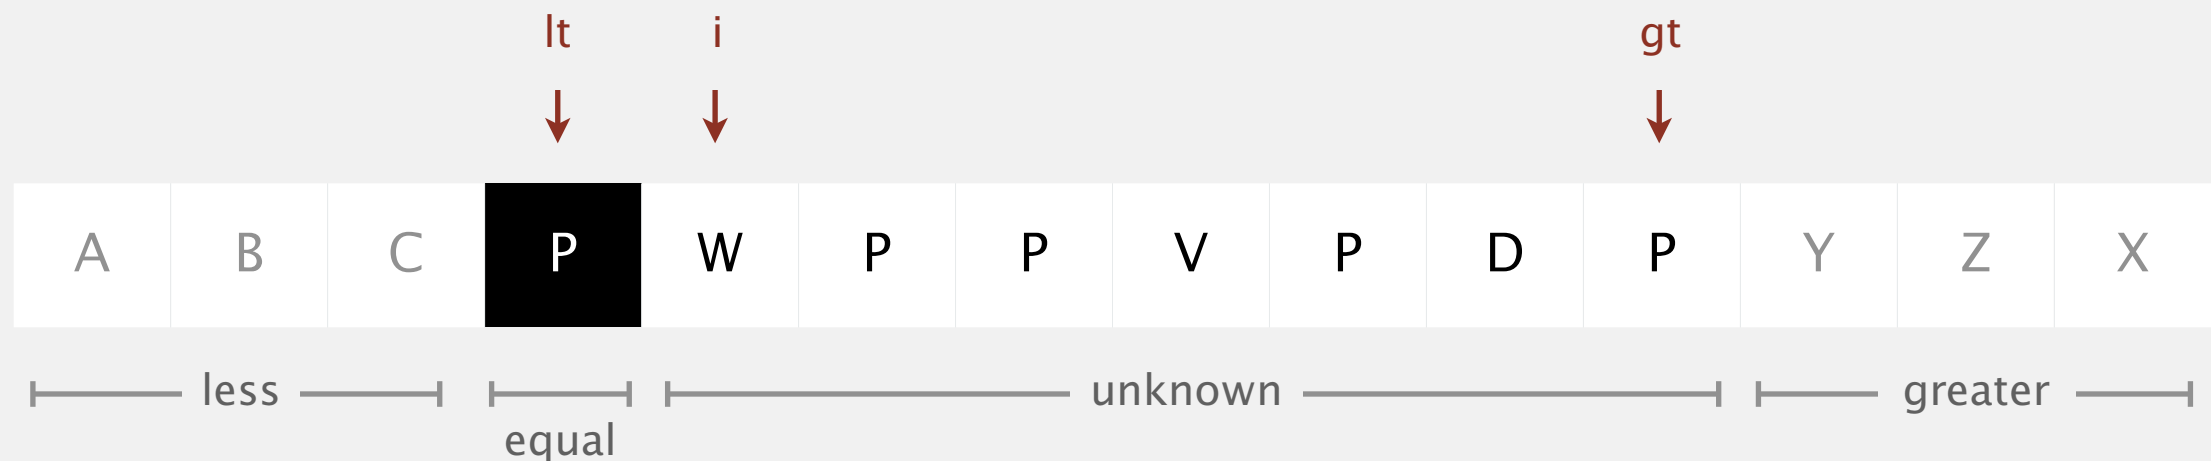 lt i gt
A B C P W P P V P D P Y Z X
less equal unknown greater